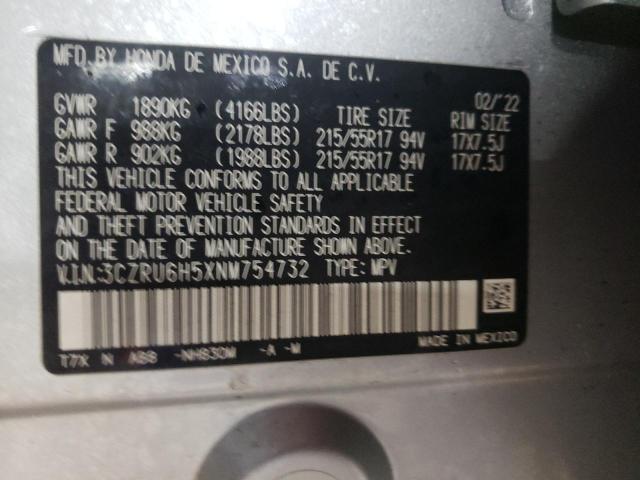 MFD. BY HONDA DE MEXICO S.A. DE C.V.
02/'22
GVWR 1890KG (4166LBS) TIRE SIZE RIM SIZE
GAWR F 988KG (2178LBS) 215/55R17 94V 17X7.5J
GAWR R 902KG (1988LBS) 215/55R17 94V 17X7.5J
THIS VEHICLE CONFORMS TO ALL APPLICABLE
FEDERAL MOTOR VEHICLE SAFETY
AND THEFT PREVENTION STANDARDS IN EFFECT
ON THE DATE OF MANUFACTURE SHOWN ABOVE.
V.I.N.:3CZRU6H5XNM754732 TYPE: MPV
T7X N AB9 -NH830M -A -M
MADE IN MEXICO